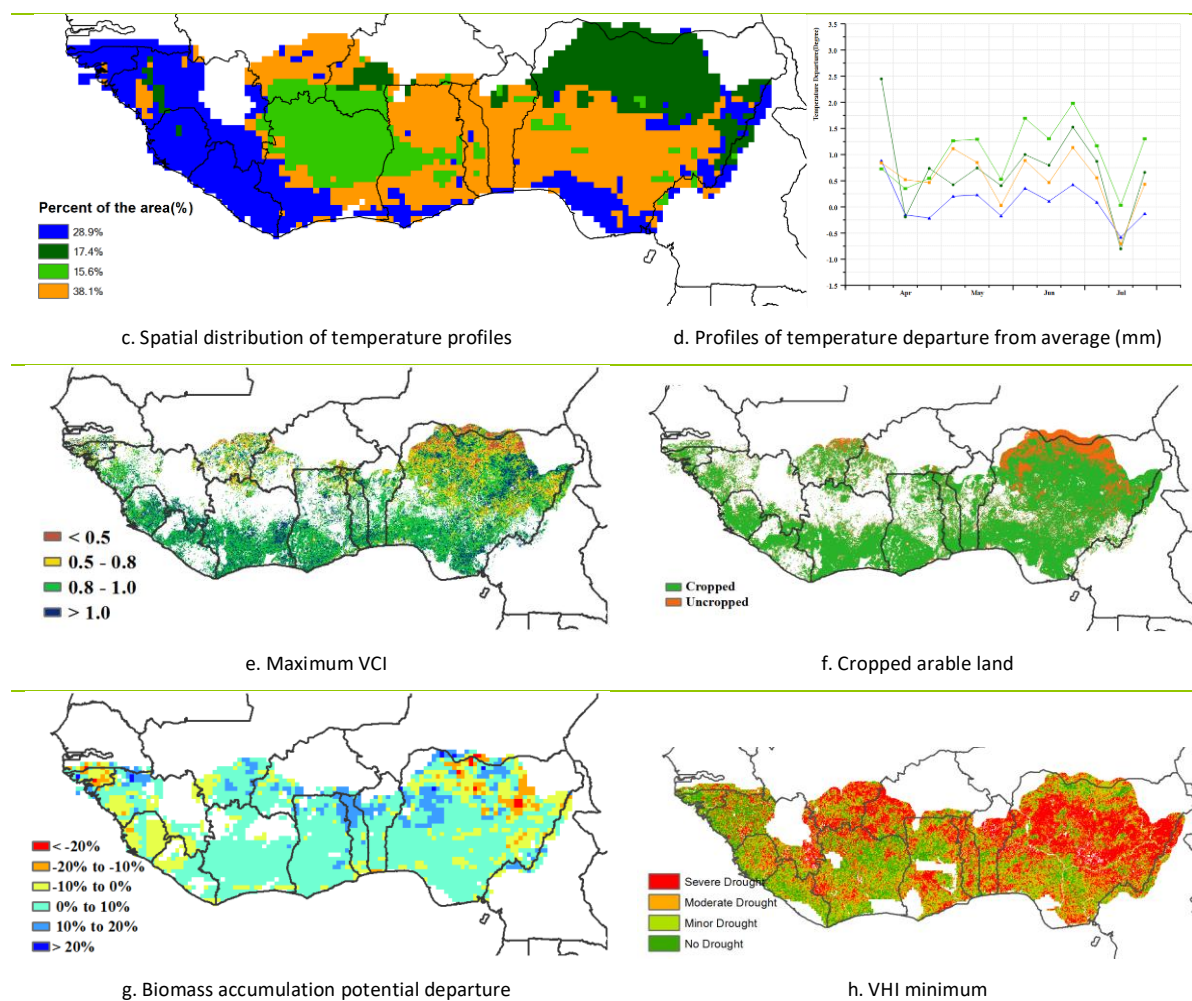 Percent of the area(%)
28.9%
17.4%
15.6%
38.1%
Temperature Departure(Degree)
3.5
3.0
2.5
2.0
1.5
1.0
0.5
0.0
-0.5
-1.0
1.5
Apr May Jun Jul
c. Spatial distribution of temperature profiles
d. Profiles of temperature departure from average (mm)
< 0.5
0.5 - 0.8
0.8 - 1.0
> 1.0
Cropped
Uncropped
e. Maximum VCI
f. Cropped arable land
< -20%
-20% to -10%
-10% to 0%
0% to 10%
10% to 20%
> 20%
Severe Drought
Moderate Drought
Minor Drought
No Drought
g. Biomass accumulation potential departure
h. VHI minimum